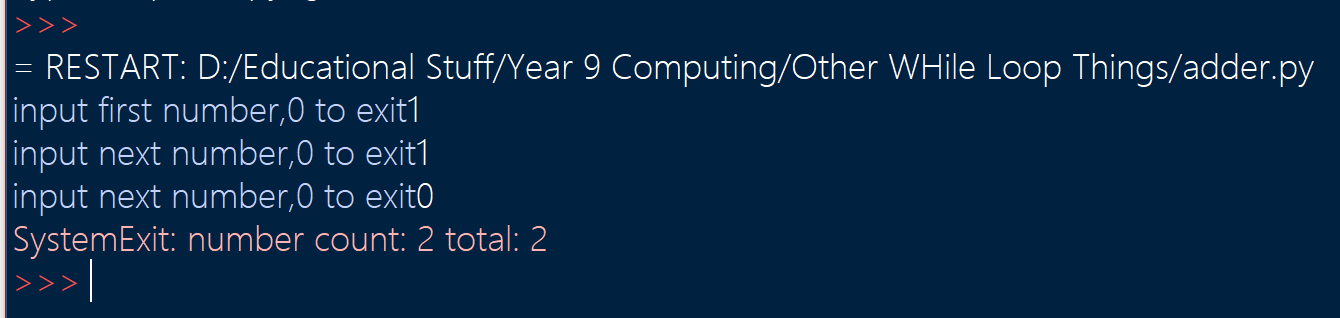 >>>
= RESTART: D:/Educational Stuff/Year 9 Computing/Other WHile Loop Things/adder.py
input first number,0 to exit1
input next number,0 to exit1
input next number,0 to exit0
SystemExit: number count: 2 total: 2
>>>